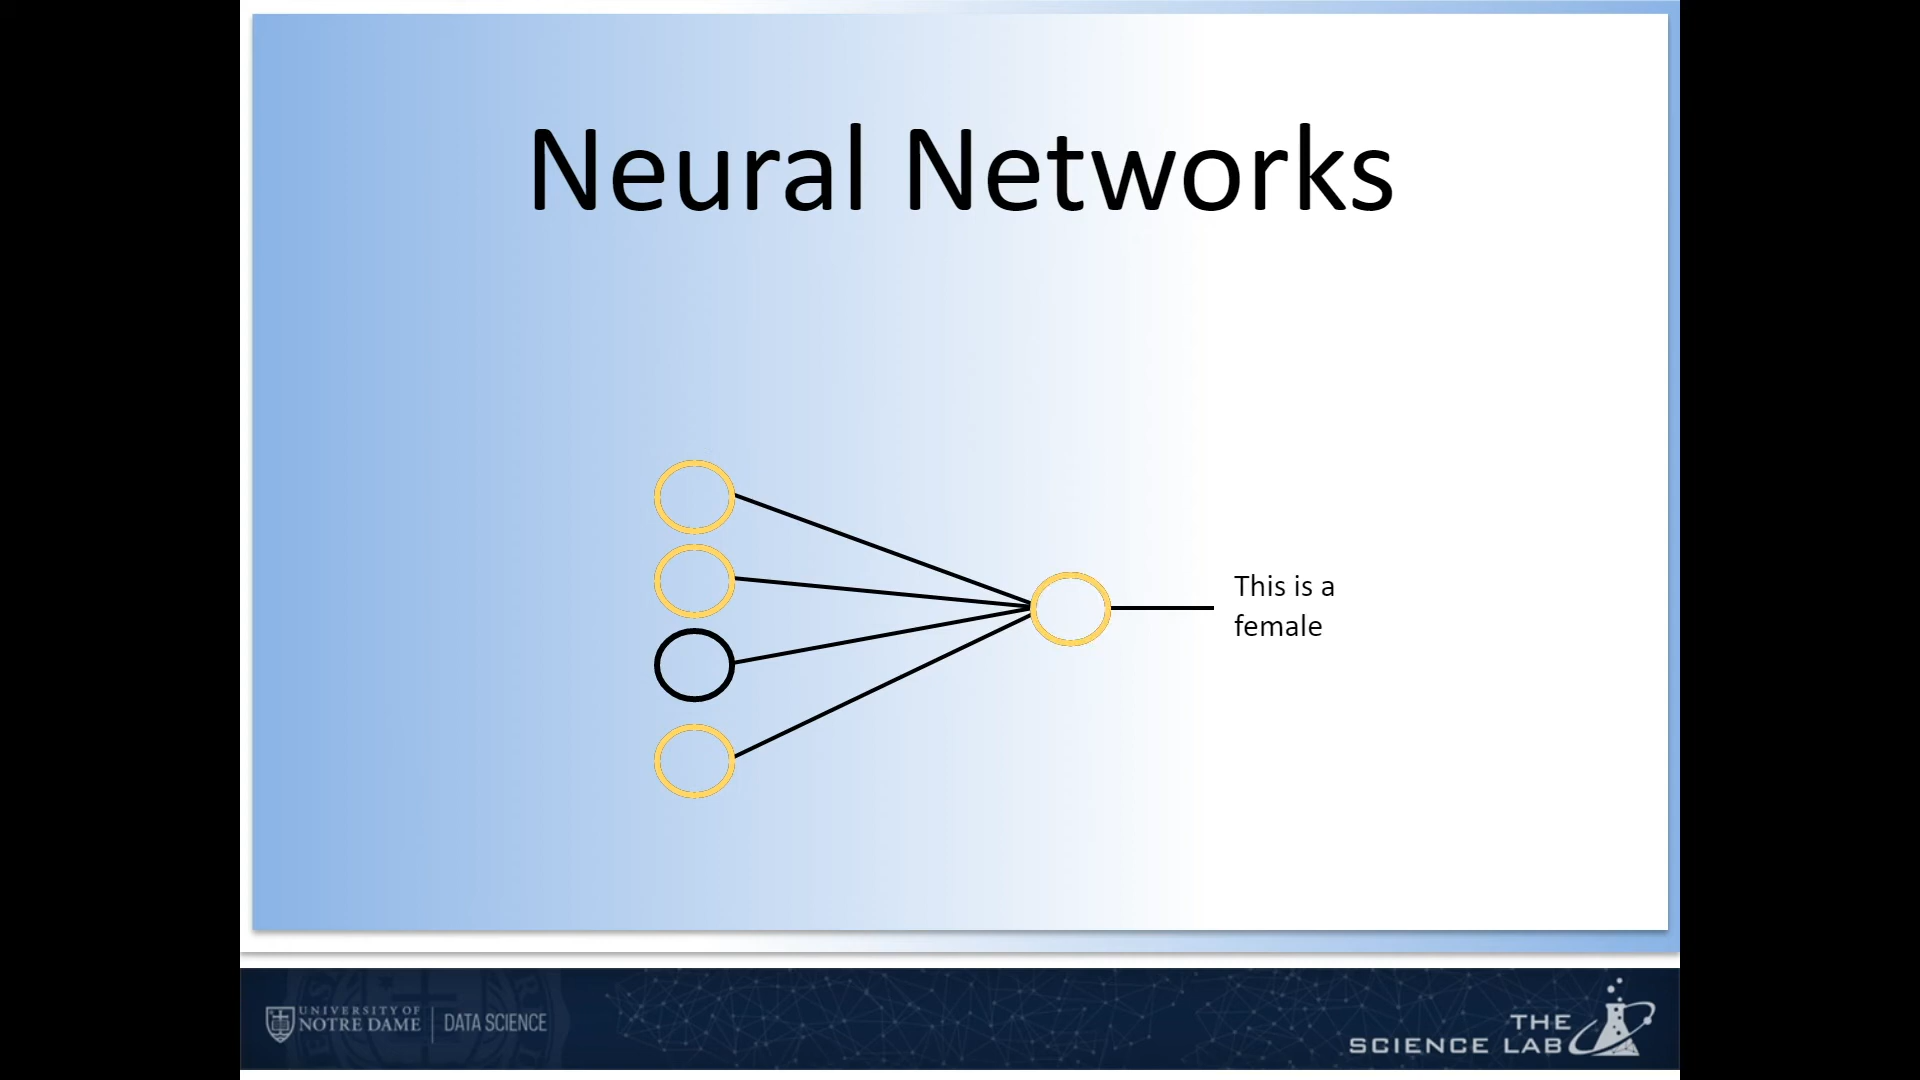 Neural Networks
This is a
female
UNIVERSITY OF
NOTRE DAME
DATA SCIENCE
THE
SCIENCE LAB